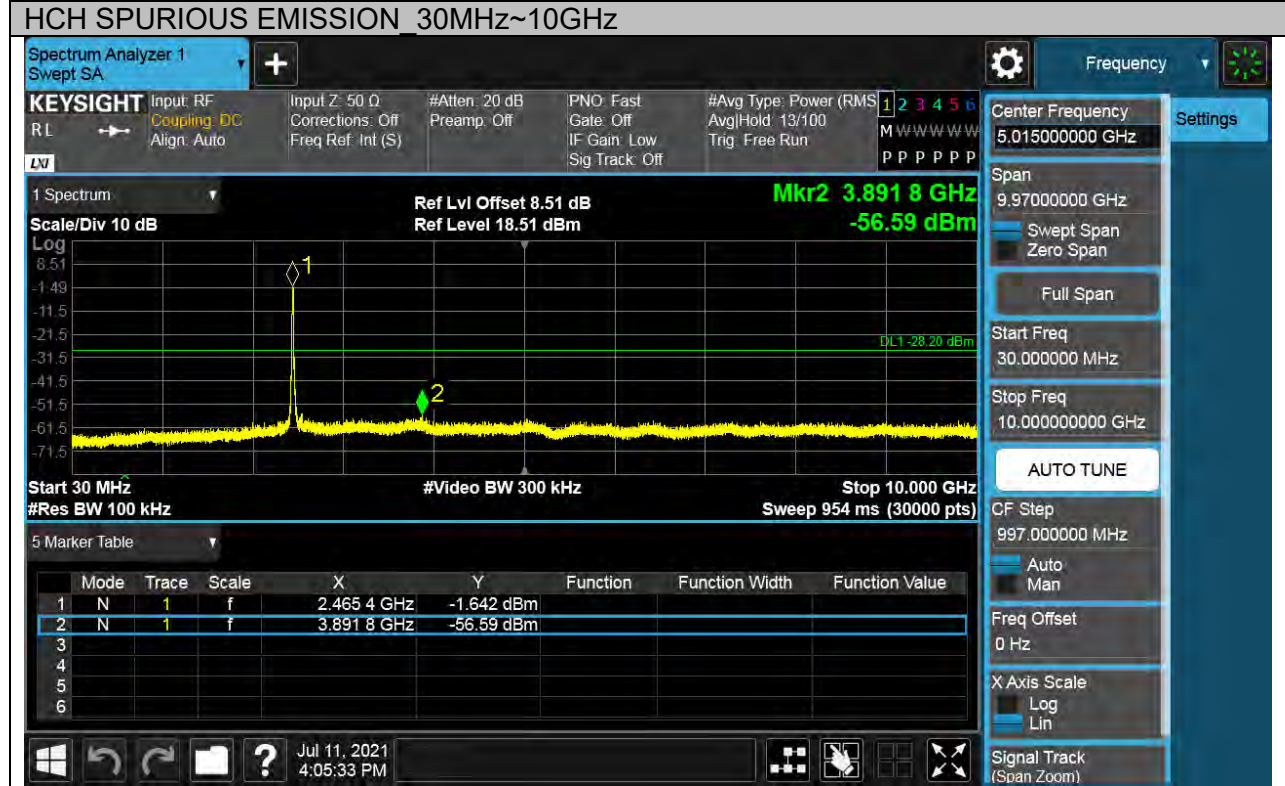 HCH SPURIOUS EMISSION_30MHz~10GHz
Spectrum Analyzer 1
Swept SA
+
Frequency
KEYSIGHT
RL
LXI
Input: RF
Coupling: DC
Align: Auto
Input Z: 50 Ω
Corrections: Off
Freq Ref: Int (S)
#Atten: 20 dB
Preamp: Off
PNO: Fast
Gate: Off
IF Gain: Low
Sig Track: Off
#Avg Type: Power (RMS
Avg|Hold: 13/100
Trig: Free Run
1 2 3 4 5 6
M W W W W W
P P P P P P
Center Frequency
5.015000000 GHz
Settings
Span
9.97000000 GHz
Swept Span
Zero Span
Full Span
Start Freq
30.000000 MHz
Stop Freq
10.000000000 GHz
AUTO TUNE
CF Step
997.000000 MHz
Auto
Man
Freq Offset
0 Hz
X Axis Scale
Log
Lin
Signal Track
(Span Zoom)
1 Spectrum
Scale/Div 10 dB
Ref Lvl Offset 8.51 dB
Ref Level 18.51 dBm
Mkr2 3.891 8 GHz
-56.59 dBm
Log
8.51
-1.49
-11.5
-21.5
-31.5
-41.5
-51.5
-61.5
-71.5
1
2
DL1 -28.20 dBm
Start 30 MHz
#Video BW 300 kHz
Stop 10.000 GHz
#Res BW 100 kHz
Sweep 954 ms (30000 pts)
5 Marker Table
Mode Trace Scale X Y Function Function Width Function Value
1 N 1 f 2.465 4 GHz -1.642 dBm
2 N 1 f 3.891 8 GHz -56.59 dBm
3
4
5
6
?
Jul 11, 2021
4:05:33 PM